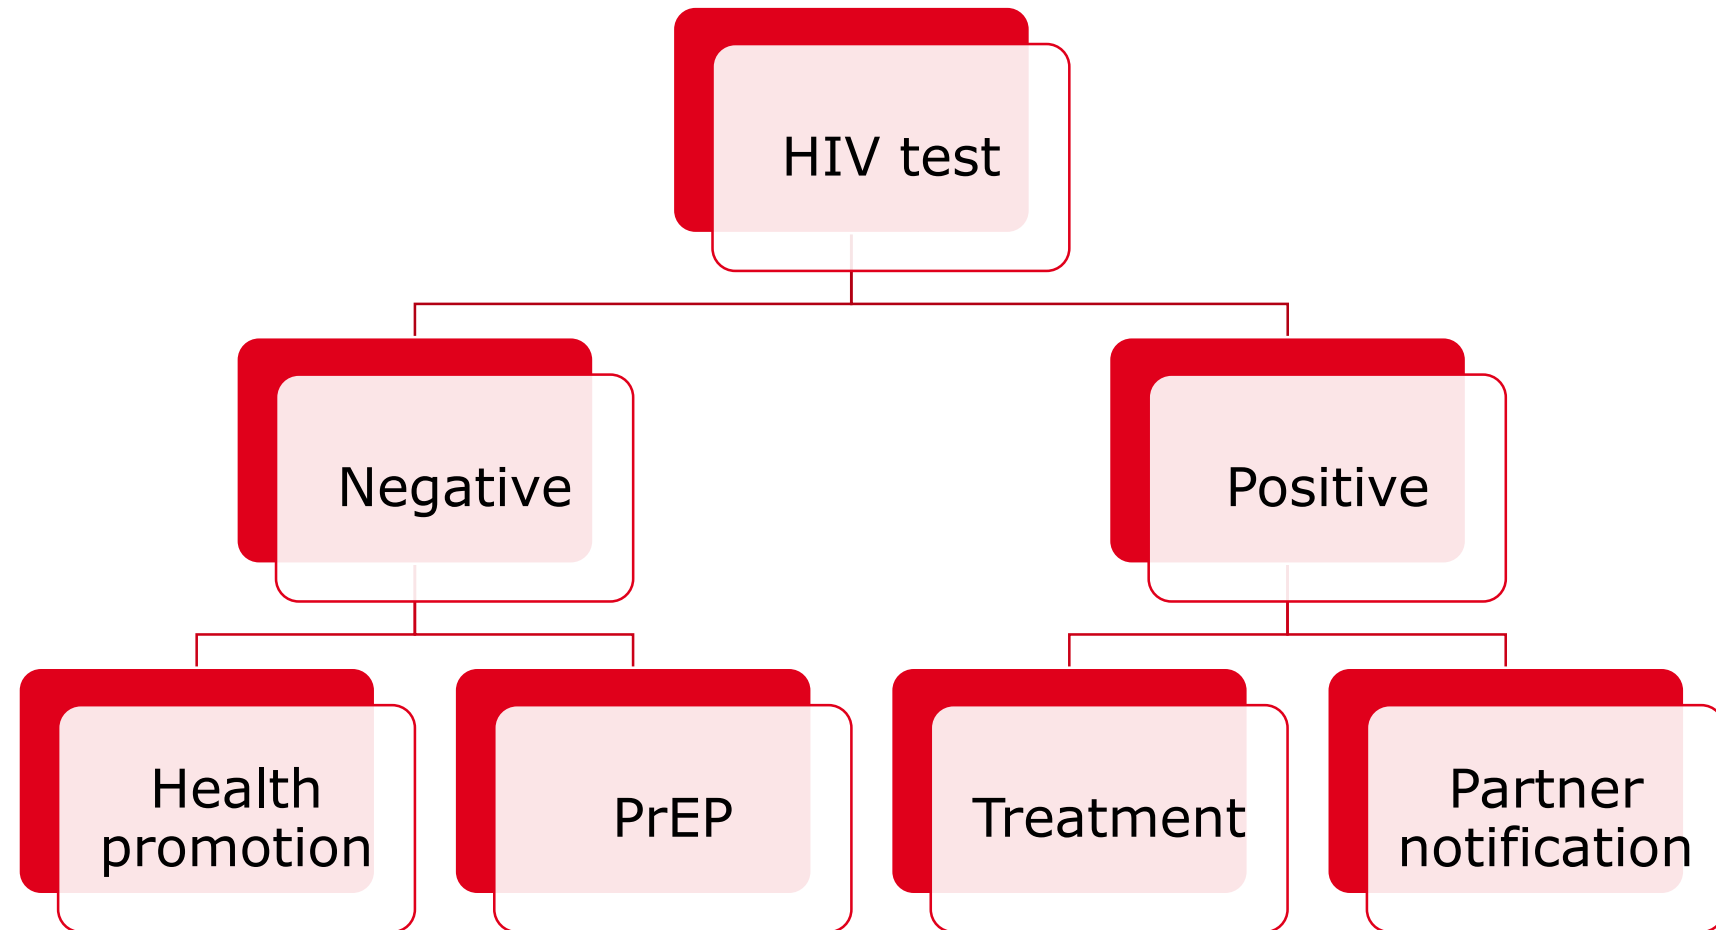 HIV test
Negative
Positive
Health
promotion
PrEP
Treatment
Partner
notification